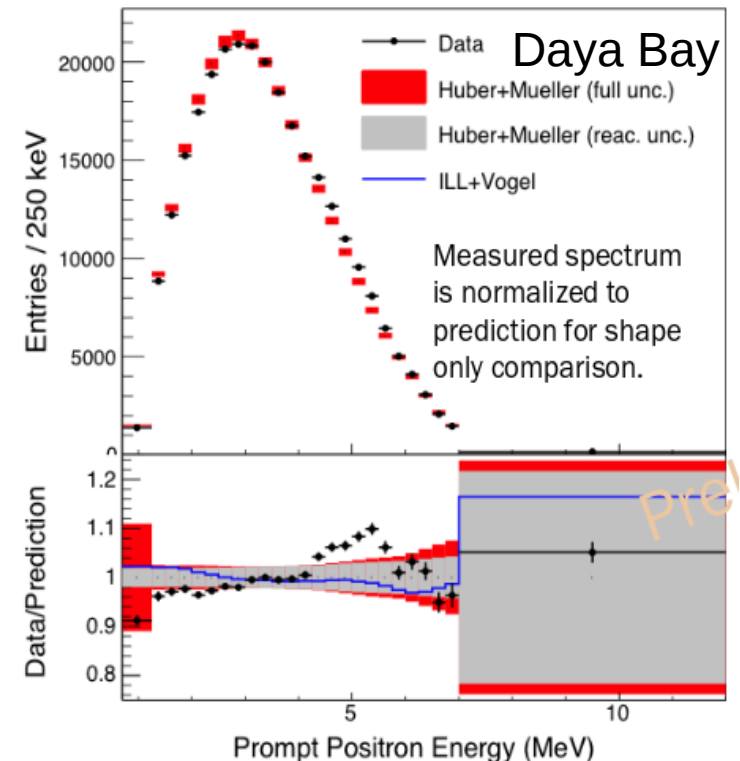 Daya Bay
Data
Huber+Mueller (full unc.)
Huber+Mueller (reac. unc.)
ILL+Vogel
Measured spectrum
is normalized to
prediction for shape
only comparison.
Entries / 250 keV
20000
15000
10000
5000
0
Data/Prediction
1.2
1.1
1
0.9
0.8
5
10
Prompt Positron Energy (MeV)